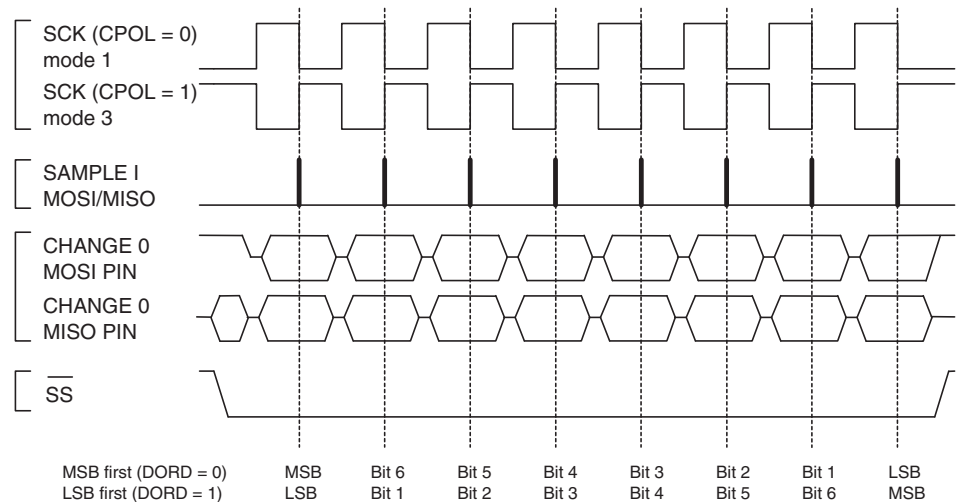 SCK (CPOL = 0)
mode 1
SCK (CPOL = 1)
mode 3
SAMPLE I
MOSI/MISO
CHANGE 0
MOSI PIN
CHANGE 0
MISO PIN
SS
MSB first (DORD = 0) MSB Bit 6 Bit 5 Bit 4 Bit 3 Bit 2 Bit 1 LSB
LSB first (DORD = 1) LSB Bit 1 Bit 2 Bit 3 Bit 4 Bit 5 Bit 6 MSB